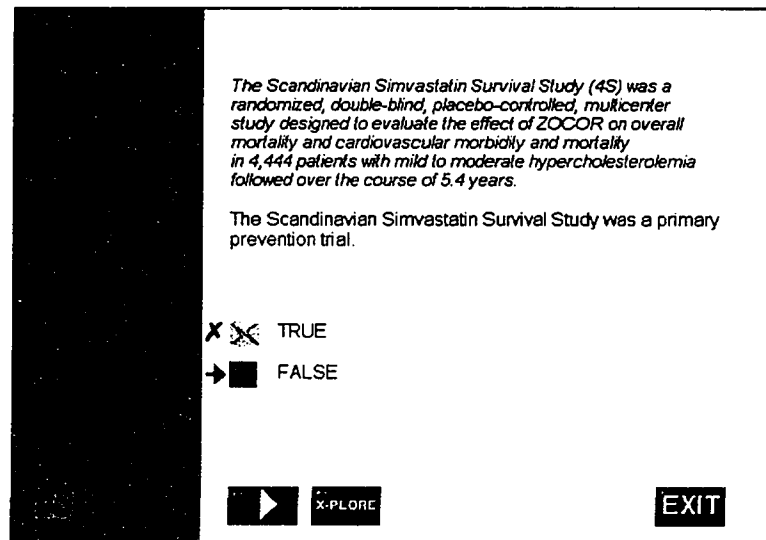 The Scandinavian Simvastatin Survival Study (4S) was a
randomized, double-blind, placebo-controlled, multicenter
study designed to evaluate the effect of ZOCOR on overall
mortality and cardiovascular morbidity and mortality
in 4,444 patients with mild to moderate hypercholesterolemia
followed over the course of 5.4 years.
The Scandinavian Simvastatin Survival Study was a primary
prevention trial.
TRUE
FALSE
X-PLORE
EXIT